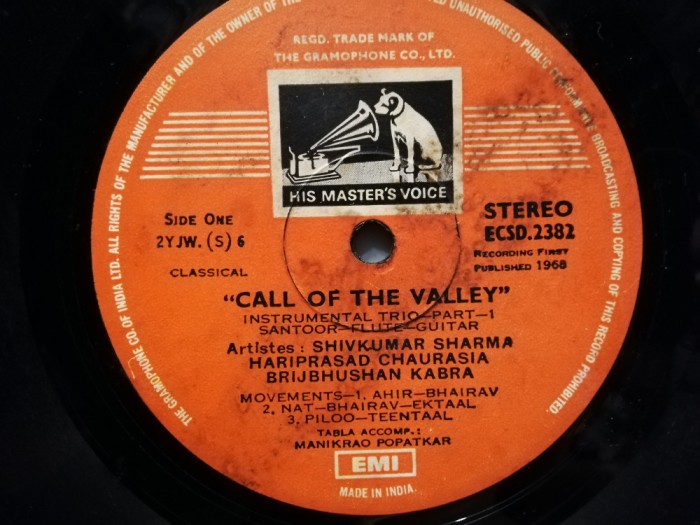 THE GRAMOPHONE CO. OF INDIA LTD. ALL RIGHTS OF THE MANUFACTURER AND OF THE OWNER OF THE
UNAUTHORISED PUBLIC
BROADCASTING AND COPYING OF THIS RECORD PROHIBITED.
REGD. TRADE MARK OF
THE GRAMOPHONE CO., LTD.
HIS MASTER'S VOICE
SIDE ONE
2YJW. (S) 6
CLASSICAL
STEREO
ECSD.2382
RECORDING FIRST
PUBLISHED 1968
"CALL OF THE VALLEY"
INSTRUMENTAL TRIO—PART—1
SANTOOR—FLUTE—GUITAR
Artistes : SHIVKUMAR SHARMA
HARIPRASAD CHAURASIA
BRIJBHUSHAN KABRA
MOVEMENTS—1. AHIR—BHAIRAV
2, NAT—BHAIRAV—EKTAAL
3. PILOO—TEENTAAL
TABLA ACCOMP.:
MANIKRAO POPATKAR
EMI
MADE IN INDIA.